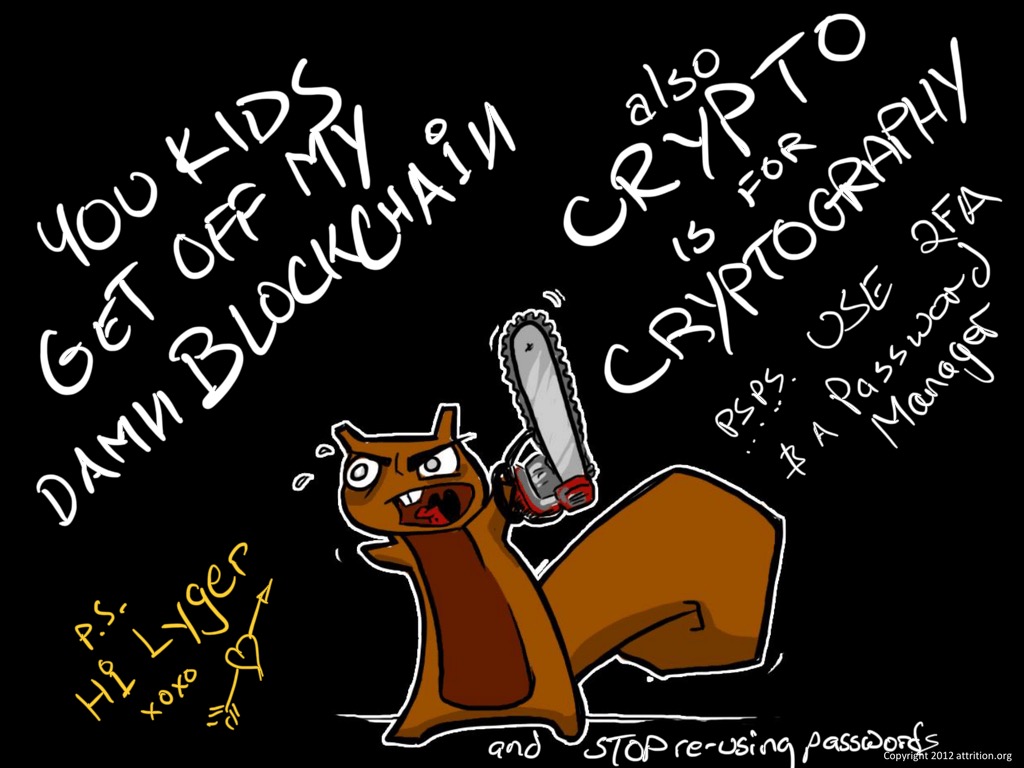 YOU KIDS
GET OFF MY
DAMN BLOCKCHAIN
also
CRYPTO
is FOR
CRYPTOGRAPHY
P.S.P.S. USE 2FA
& A Password
Manager
P.S.
Hi Lyger
xoxo
and STOP re-using passwords
Copyright 2012 attrition.org